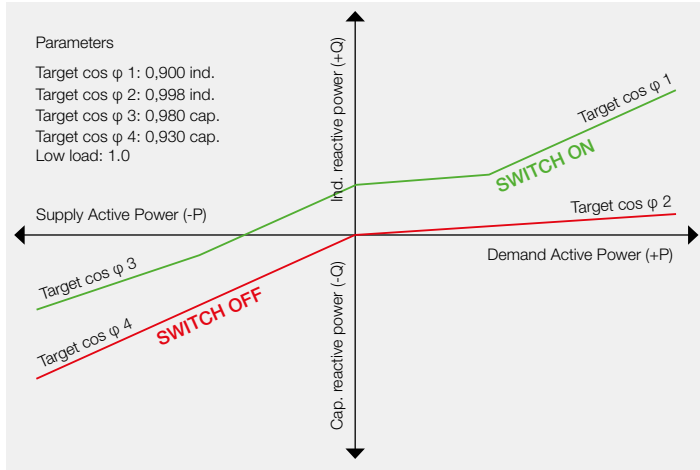 Parameters
Target cos φ 1: 0,900 ind.
Target cos φ 2: 0,998 ind.
Target cos φ 3: 0,980 cap.
Target cos φ 4: 0,930 cap.
Low load: 1.0
Ind. reactive power (+Q)
Target cos φ 1
SWITCH ON
Supply Active Power (-P)
Target cos φ 2
Demand Active Power (+P)
Target cos φ 3
Target cos φ 4
SWITCH OFF
Cap. reactive power (-Q)